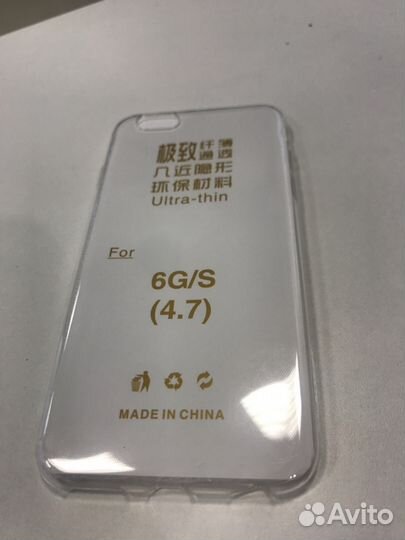 极致纤薄
通透
几近隐形
环保材料
Ultra-thin
For
6G/S
(4.7)
MADE IN CHINA
Avito